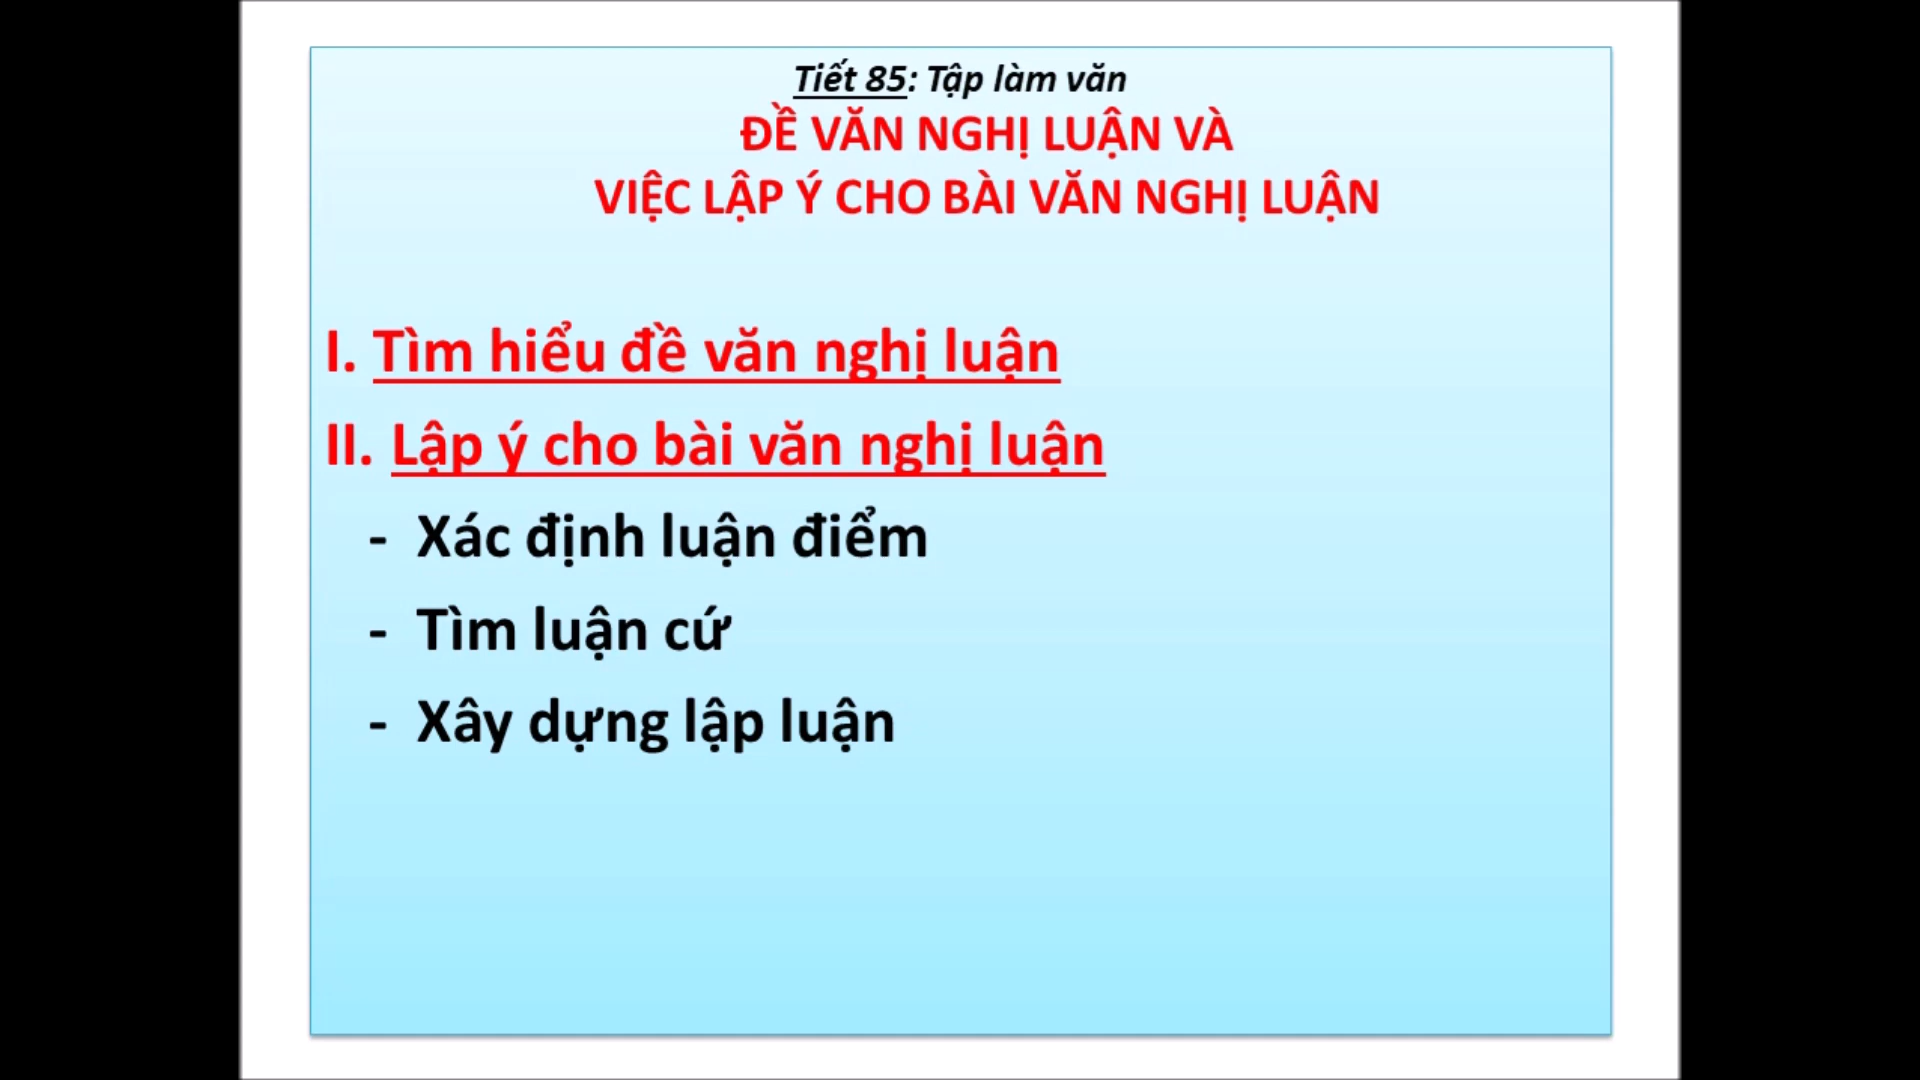 Tiết 85: Tập làm văn
ĐỀ VĂN NGHỊ LUẬN VÀ
VIỆC LẬP Ý CHO BÀI VĂN NGHỊ LUẬN
I. Tìm hiểu đề văn nghị luận
II. Lập ý cho bài văn nghị luận
- Xác định luận điểm
- Tìm luận cứ
- Xây dựng lập luận